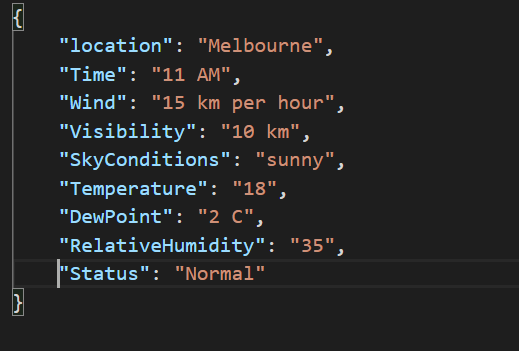 {
"location": "Melbourne",
"Time": "11 AM",
"Wind": "15 km per hour",
"Visibility": "10 km",
"SkyConditions": "sunny",
"Temperature": "18",
"DewPoint": "2 C",
"RelativeHumidity": "35",
"Status": "Normal"
}